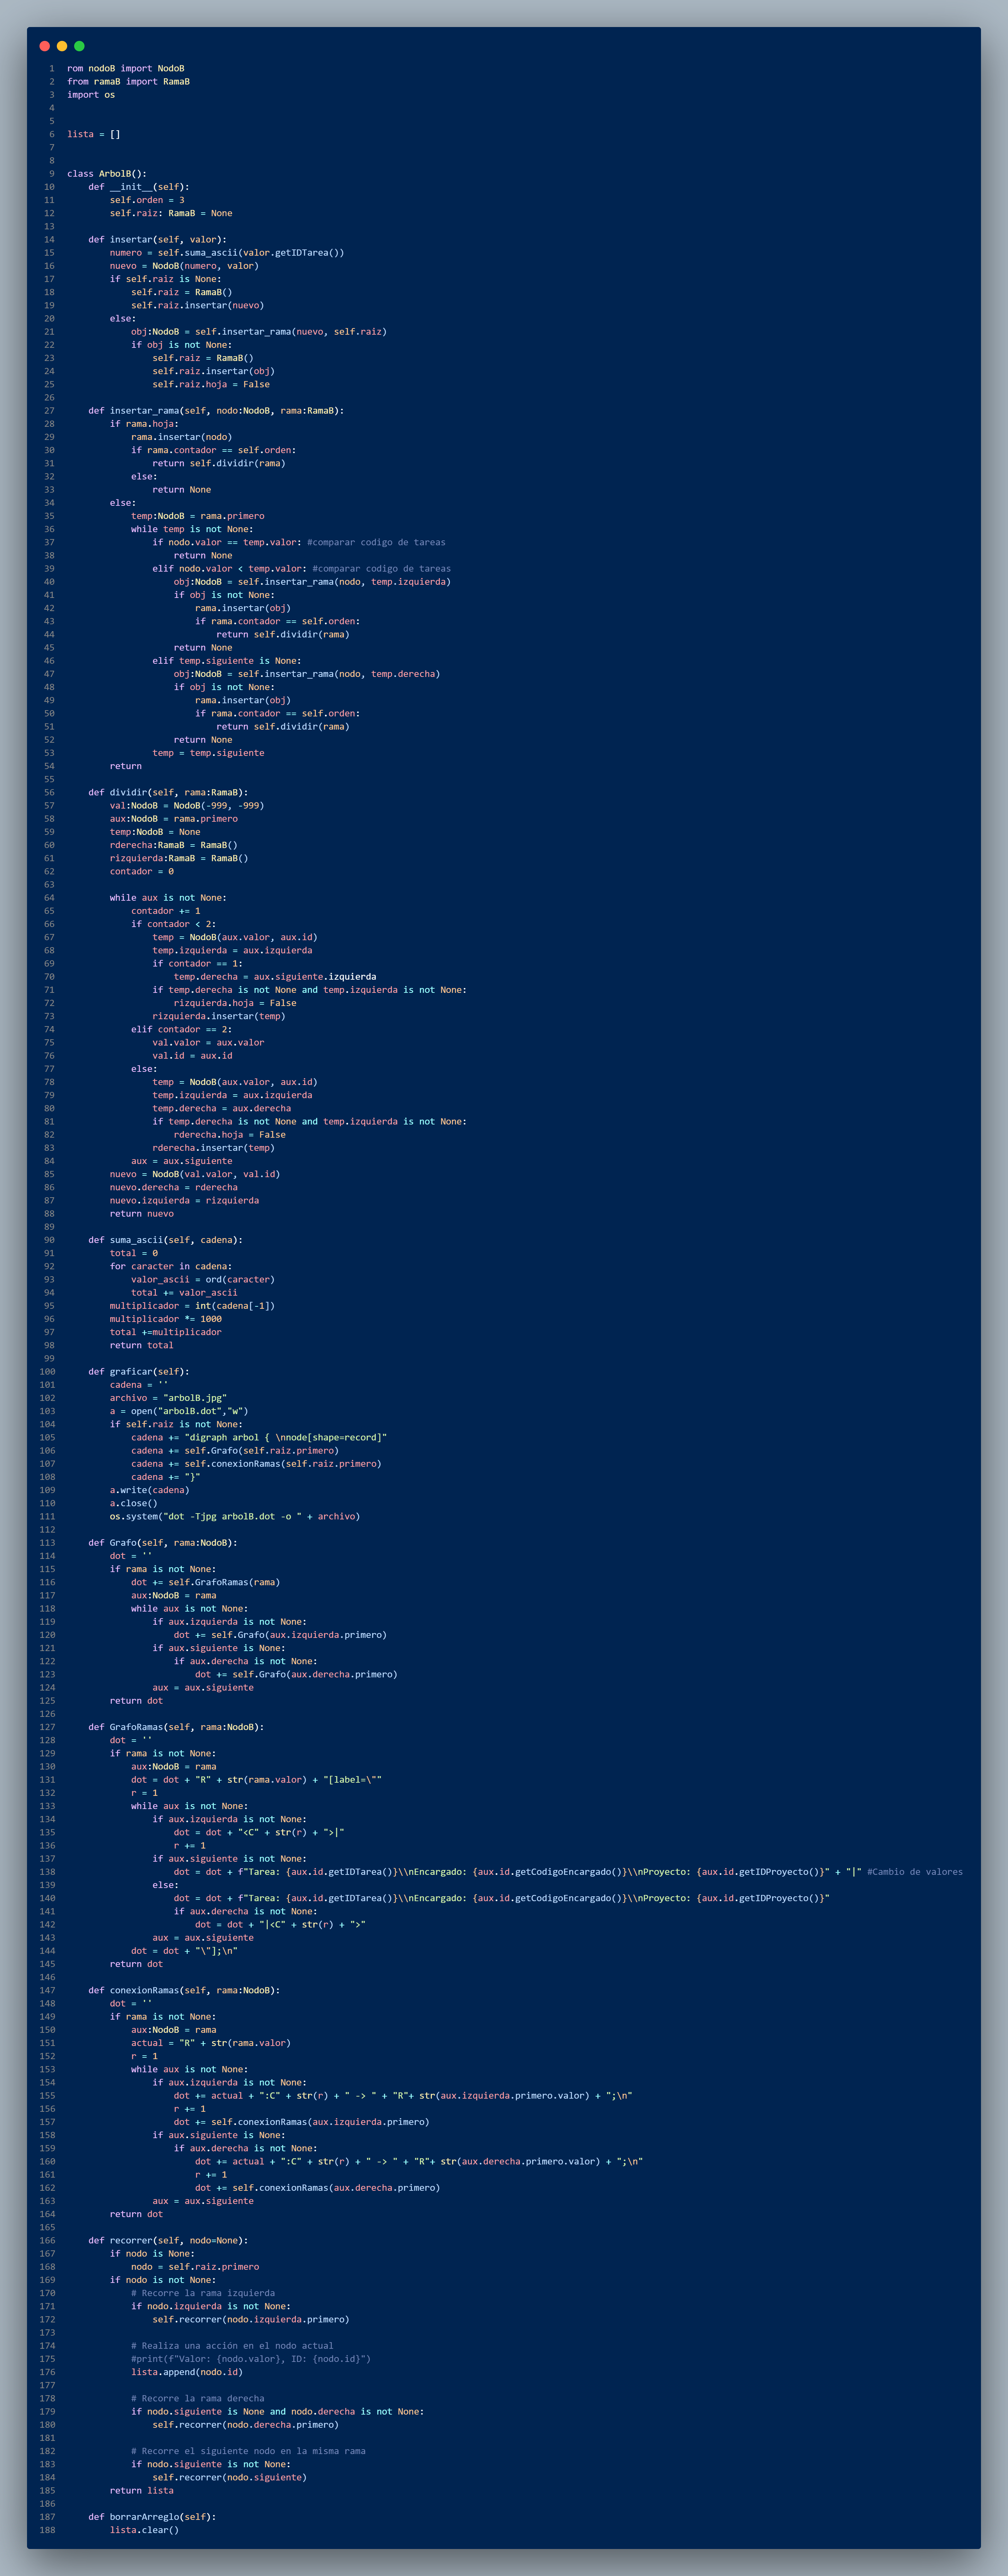 1 rom nodoB import NodoB
2 from ramaB import RamaB
3 import os
4
5
6 lista = []
7
8
9 class ArbolB():
10     def __init__(self):
11         self.orden = 3
12         self.raiz: RamaB = None
13
14     def insertar(self, valor):
15         numero = self.suma_ascii(valor.getIDTarea())
16         nuevo = NodoB(numero, valor)
17         if self.raiz is None:
18             self.raiz = RamaB()
19             self.raiz.insertar(nuevo)
20         else:
21             obj:NodoB = self.insertar_rama(nuevo, self.raiz)
22             if obj is not None:
23                 self.raiz = RamaB()
24                 self.raiz.insertar(obj)
25                 self.raiz.hoja = False
26
27     def insertar_rama(self, nodo:NodoB, rama:RamaB):
28         if rama.hoja:
29             rama.insertar(nodo)
30             if rama.contador == self.orden:
31                 return self.dividir(rama)
32             else:
33                 return None
34         else:
35             temp:NodoB = rama.primero
36             while temp is not None:
37                 if nodo.valor == temp.valor: #comparar codigo de tareas
38                     return None
39                 elif nodo.valor < temp.valor: #comparar codigo de tareas
40                     obj:NodoB = self.insertar_rama(nodo, temp.izquierda)
41                     if obj is not None:
42                         rama.insertar(obj)
43                         if rama.contador == self.orden:
44                             return self.dividir(rama)
45                     return None
46                 elif temp.siguiente is None:
47                     obj:NodoB = self.insertar_rama(nodo, temp.derecha)
48                     if obj is not None:
49                         rama.insertar(obj)
50                         if rama.contador == self.orden:
51                             return self.dividir(rama)
52                     return None
53                 temp = temp.siguiente
54         return
55
56     def dividir(self, rama:RamaB):
57         val:NodoB = NodoB(-999, -999)
58         aux:NodoB = rama.primero
59         temp:NodoB = None
60         rderecha:RamaB = RamaB()
61         rizquierda:RamaB = RamaB()
62         contador = 0
63
64         while aux is not None:
65             contador += 1
66             if contador < 2:
67                 temp = NodoB(aux.valor, aux.id)
68                 temp.izquierda = aux.izquierda
69                 if contador == 1:
70                     temp.derecha = aux.siguiente.izquierda
71                 if temp.derecha is not None and temp.izquierda is not None:
72                     rizquierda.hoja = False
73                 rizquierda.insertar(temp)
74             elif contador == 2:
75                 val.valor = aux.valor
76                 val.id = aux.id
77             else:
78                 temp = NodoB(aux.valor, aux.id)
79                 temp.izquierda = aux.izquierda
80                 temp.derecha = aux.derecha
81                 if temp.derecha is not None and temp.izquierda is not None:
82                     rderecha.hoja = False
83                 rderecha.insertar(temp)
84             aux = aux.siguiente
85         nuevo = NodoB(val.valor, val.id)
86         nuevo.derecha = rderecha
87         nuevo.izquierda = rizquierda
88         return nuevo
89
90     def suma_ascii(self, cadena):
91         total = 0
92         for caracter in cadena:
93             valor_ascii = ord(caracter)
94             total += valor_ascii
95         multiplicador = int(cadena[-1])
96         multiplicador *= 1000
97         total +=multiplicador
98         return total
99
100     def graficar(self):
101         cadena = ''
102         archivo = "arbolB.jpg"
103         a = open("arbolB.dot","w")
104         if self.raiz is not None:
105             cadena += "digraph arbol { \nnode[shape=record]"
106             cadena += self.Grafo(self.raiz.primero)
107             cadena += self.conexionRamas(self.raiz.primero)
108             cadena += "}"
109         a.write(cadena)
110         a.close()
111         os.system("dot -Tjpg arbolB.dot -o " + archivo)
112
113     def Grafo(self, rama:NodoB):
114         dot = ''
115         if rama is not None:
116             dot += self.GrafoRamas(rama)
117             aux:NodoB = rama
118             while aux is not None:
119                 if aux.izquierda is not None:
120                     dot += self.Grafo(aux.izquierda.primero)
121                 if aux.siguiente is None:
122                     if aux.derecha is not None:
123                         dot += self.Grafo(aux.derecha.primero)
124                 aux = aux.siguiente
125         return dot
126
127     def GrafoRamas(self, rama:NodoB):
128         dot = ''
129         if rama is not None:
130             aux:NodoB = rama
131             dot = dot + "R" + str(rama.valor) + "[label=\""
132             r = 1
133             while aux is not None:
134                 if aux.izquierda is not None:
135                     dot = dot + "<C" + str(r) + ">|"
136                     r += 1
137                 if aux.siguiente is not None:
138                     dot = dot + f"Tarea: {aux.id.getIDTarea()}\\nEncargado: {aux.id.getCodigoEncargado()}\\nProyecto: {aux.id.getIDProyecto()}" + "|" #Cambio de valores
139                 else:
140                     dot = dot + f"Tarea: {aux.id.getIDTarea()}\\nEncargado: {aux.id.getCodigoEncargado()}\\nProyecto: {aux.id.getIDProyecto()}"
141                     if aux.derecha is not None:
142                         dot = dot + "|<C" + str(r) + ">"
143                 aux = aux.siguiente
144             dot = dot + "\"];\n"
145         return dot
146
147     def conexionRamas(self, rama:NodoB):
148         dot = ''
149         if rama is not None:
150             aux:NodoB = rama
151             actual = "R" + str(rama.valor)
152             r = 1
153             while aux is not None:
154                 if aux.izquierda is not None:
155                     dot += actual + ":C" + str(r) + " -> " + "R"+ str(aux.izquierda.primero.valor) + ";\n"
156                     r += 1
157                     dot += self.conexionRamas(aux.izquierda.primero)
158                 if aux.siguiente is None:
159                     if aux.derecha is not None:
160                         dot += actual + ":C" + str(r) + " -> " + "R"+ str(aux.derecha.primero.valor) + ";\n"
161                         r += 1
162                         dot += self.conexionRamas(aux.derecha.primero)
163                 aux = aux.siguiente
164         return dot
165
166     def recorrer(self, nodo=None):
167         if nodo is None:
168             nodo = self.raiz.primero
169         if nodo is not None:
170             # Recorre la rama izquierda
171             if nodo.izquierda is not None:
172                 self.recorrer(nodo.izquierda.primero)
173
174             # Realiza una acción en el nodo actual
175             #print(f"Valor: {nodo.valor}, ID: {nodo.id}")
176             lista.append(nodo.id)
177
178             # Recorre la rama derecha
179             if nodo.siguiente is None and nodo.derecha is not None:
180                 self.recorrer(nodo.derecha.primero)
181
182             # Recorre el siguiente nodo en la misma rama
183             if nodo.siguiente is not None:
184                 self.recorrer(nodo.siguiente)
185         return lista
186
187     def borrarArreglo(self):
188         lista.clear()